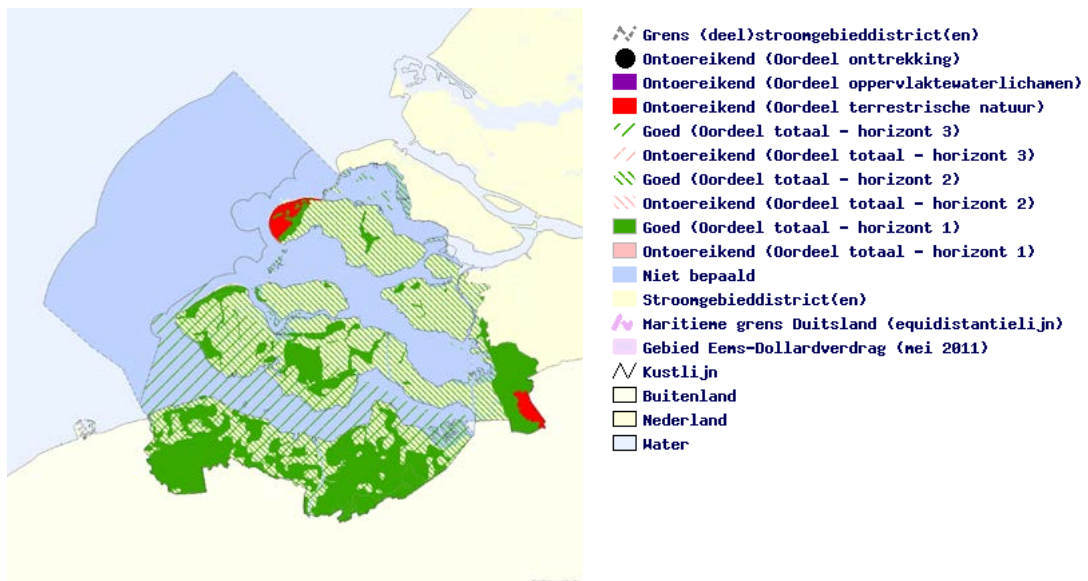 Grens (deel)stroomgebieddistrict(en)
Ontoereikend (Oordeel onttrekking)
Ontoereikend (Oordeel oppervlaktewaterlichamen)
Ontoereikend (Oordeel terrestrische natuur)
Goed (Oordeel totaal - horizont 3)
Ontoereikend (Oordeel totaal - horizont 3)
Goed (Oordeel totaal - horizont 2)
Ontoereikend (Oordeel totaal - horizont 2)
Goed (Oordeel totaal - horizont 1)
Ontoereikend (Oordeel totaal - horizont 1)
Niet bepaald
Stroomgebieddistrict(en)
Maritieme grens Duitsland (equidistantielijn)
Gebied Eems-Dollardverdrag (mei 2011)
Kustlijn
Buitenland
Nederland
Water